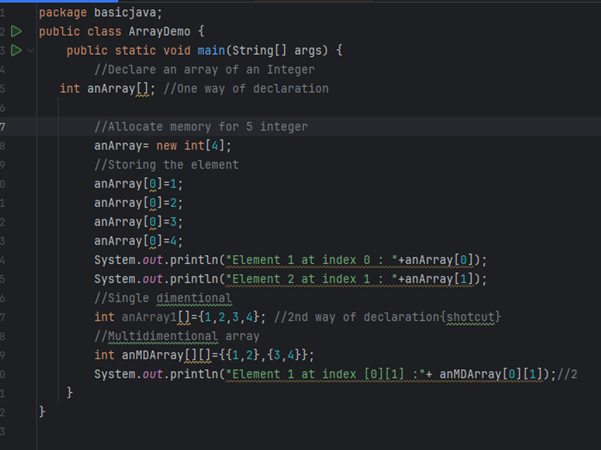 1 package basicjava;
2 public class ArrayDemo {
3 public static void main(String[] args) {
4 //Declare an array of an Integer
5 int anArray[]; //One way of declaration
6
7 //Allocate memory for 5 integer
8 anArray= new int[4];
9 //Storing the element
0 anArray[0]=1;
1 anArray[0]=2;
2 anArray[0]=3;
3 anArray[0]=4;
4 System.out.println("Element 1 at index 0 : "+anArray[0]);
5 System.out.println("Element 2 at index 1 : "+anArray[1]);
6 //Single dimentional
7 int anArray1[]={1,2,3,4}; //2nd way of declaration{shotcut}
8 //Multidimentional array
9 int anMDArray[][]={{1,2},{3,4}};
0 System.out.println("Element 1 at index [0][1] :"+ anMDArray[0][1]);//2
1 }
2 }
3